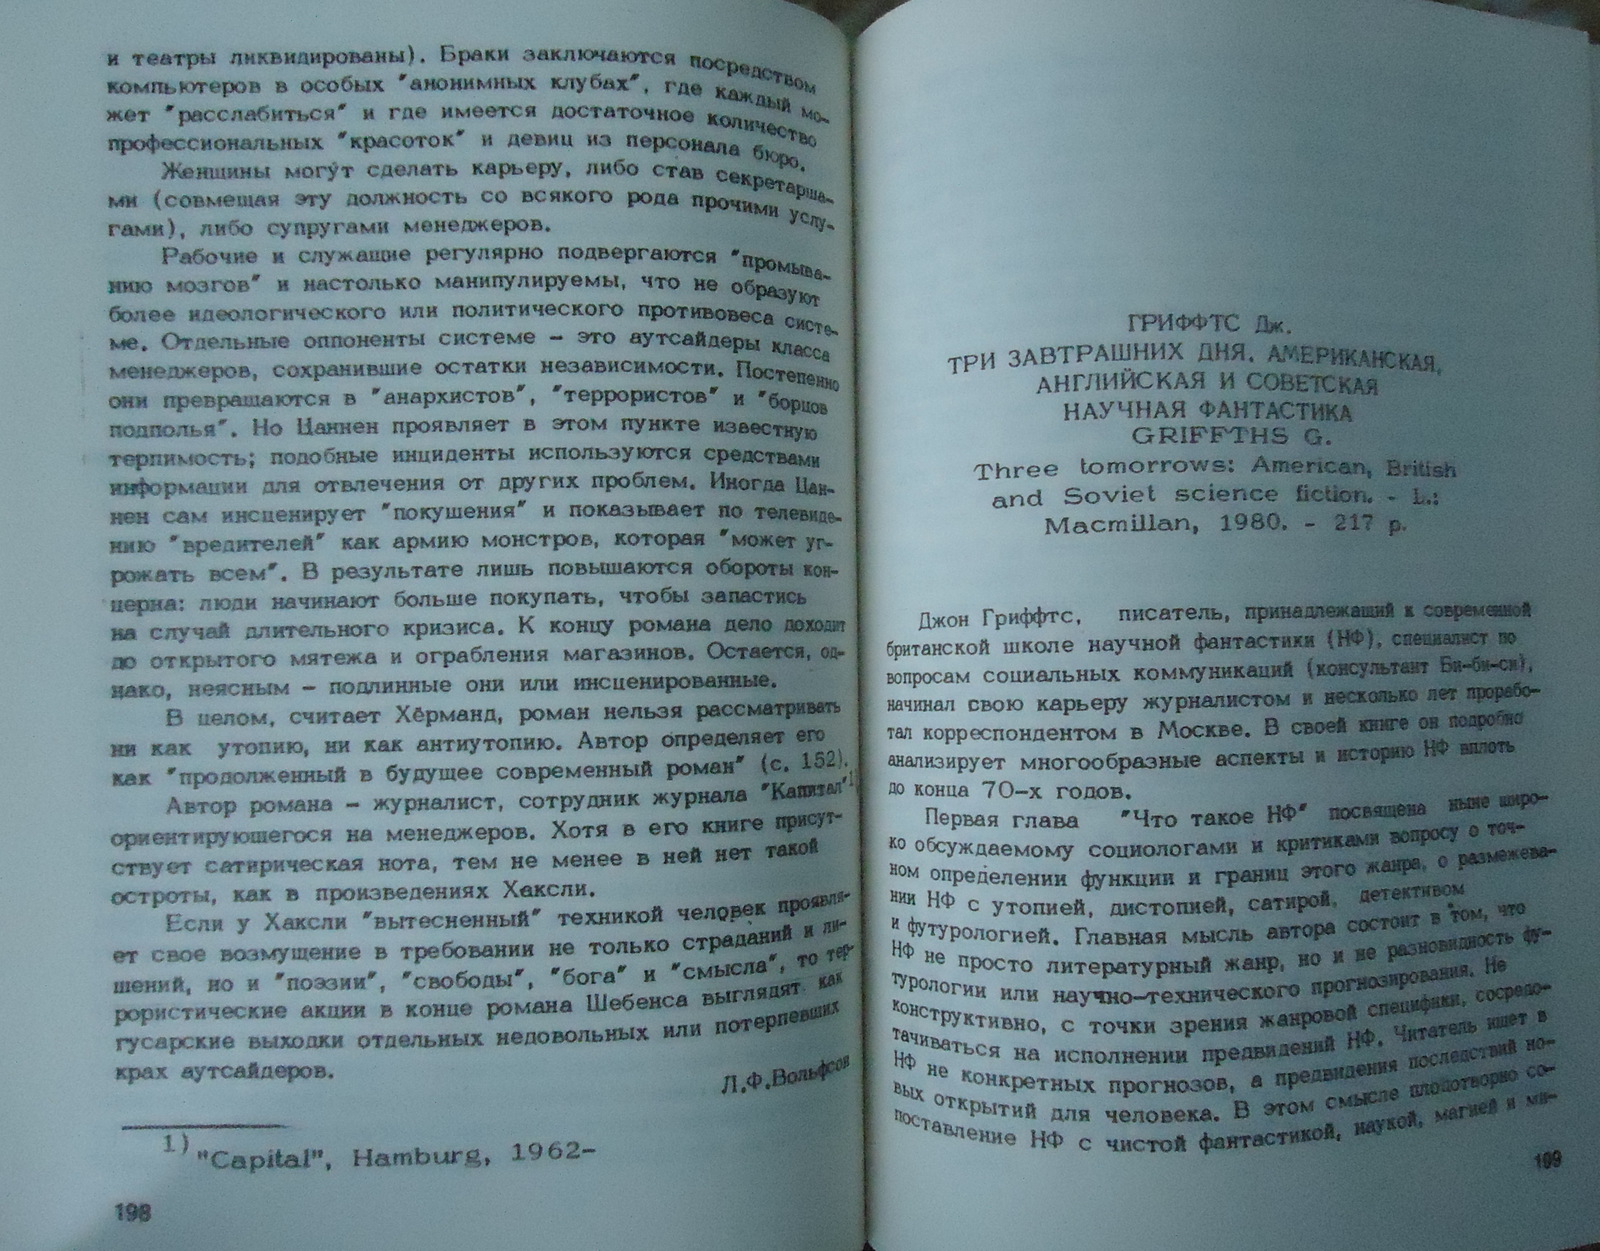 и театры ликвидированы). Браки заключаются посредством
компьютеров в особых "анонимных клубах", где каждый мо-
жет "расслабиться" и где имеется достаточное количество
профессиональных "красоток" и девиц из персонала бюро.
Женщины могут сделать карьеру, либо став секретарша-
ми (совмещая эту должность со всякого рода прочими услу-
гами), либо супругами менеджеров.
Рабочие и служащие регулярно подвергаются "промыва-
нию мозгов" и настолько манипулируемы, что не образуют
более идеологического или политического противовеса систе-
ме. Отдельные оппоненты системе - это аутсайдеры класса
менеджеров, сохранившие остатки независимости. Постепенно
они превращаются в "анархистов", "террористов" и "борцов
подполья". Но Цаннен проявляет в этом пункте известную
терпимость; подобные инциденты используются средствами
информации для отвлечения от других проблем. Иногда Цан-
нен сам инсценирует "покушения" и показывает по телевиде-
нию "вредителей" как армию монстров, которая "может уг-
рожать всем". В результате лишь повышаются обороты кон-
церна: люди начинают больше покупать, чтобы запастись
на случай длительного кризиса. К концу романа дело доходит
до открытого мятежа и ограбления магазинов. Остается, од-
нако, неясным - подлинные они или инсценированные.
В целом, считает Хёрманд, роман нельзя рассматривать
ни как утопию, ни как антиутопию. Автор определяет его
как "продолженный в будущее современный роман" (с. 152).
Автор романа - журналист, сотрудник журнала "Капитал"1),
ориентирующегося на менеджеров. Хотя в его книге присут-
ствует сатирическая нота, тем не менее в ней нет такой
остроты, как в произведениях Хаксли.
Если у Хаксли "вытесненный" техникой человек проявля-
ет свое возмущение в требовании не только страданий и ли-
шений, но и "поэзии", "свободы", "бога" и "смысла", то тер-
рористические акции в конце романа Шебенса выглядят как
гусарские выходки отдельных недовольных или потерпевших
крах аутсайдеров.
Л.Ф.Вольфсон
1) "Capital", Hamburg, 1962-
198
ГРИФФТС Дж.
ТРИ ЗАВТРАШНИХ ДНЯ. АМЕРИКАНСКАЯ,
АНГЛИЙСКАЯ И СОВЕТСКАЯ
НАУЧНАЯ ФАНТАСТИКА
GRIFFTHS G.
Three tomorrows: American, British
and Soviet science fiction. - L.:
Macmillan, 1980. - 217 p.
Джон Гриффтс, писатель, принадлежащий к современной
британской школе научной фантастики (НФ), специалист по
вопросам социальных коммуникаций (консультант Би-би-си),
начинал свою карьеру журналистом и несколько лет прорабо-
тал корреспондентом в Москве. В своей книге он подробно
анализирует многообразные аспекты и историю НФ вплоть
до конца 70-х годов.
Первая глава "Что такое НФ" посвящена ныне широ-
ко обсуждаемому социологами и критиками вопросу о точ-
ном определении функции и границ этого жанра, о размежева-
нии НФ с утопией, дистопией, сатирой, детективом
и футурологией. Главная мысль автора состоит в том, что
НФ не просто литературный жанр, но и не разновидность фу-
турологии или научно-технического прогнозирования. Не
конструктивно, с точки зрения жанровой специфики, сосредо-
тачиваться на исполнении предвидений НФ. Читатель ищет в
НФ не конкретных прогнозов, а предвидения последствий но-
вых открытий для человека. В этом смысле плодотворно со-
поставление НФ с чистой фантастикой, наукой, магией и ми-
199